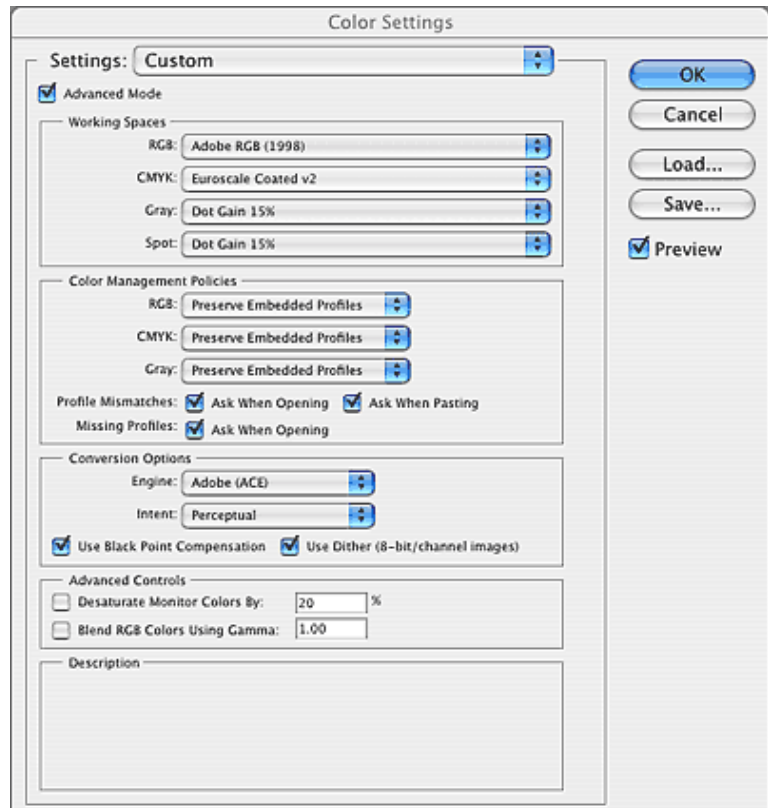 Color Settings
Settings: Custom
Advanced Mode
Working Spaces
RGB: Adobe RGB (1998)
CMYK: Euroscale Coated v2
Gray: Dot Gain 15%
Spot: Dot Gain 15%
Color Management Policies
RGB: Preserve Embedded Profiles
CMYK: Preserve Embedded Profiles
Gray: Preserve Embedded Profiles
Profile Mismatches: Ask When Opening Ask When Pasting
Missing Profiles: Ask When Opening
Conversion Options
Engine: Adobe (ACE)
Intent: Perceptual
Use Black Point Compensation Use Dither (8-bit/channel images)
Advanced Controls
Desaturate Monitor Colors By: 20 %
Blend RGB Colors Using Gamma: 1.00
Description
OK
Cancel
Load...
Save...
Preview